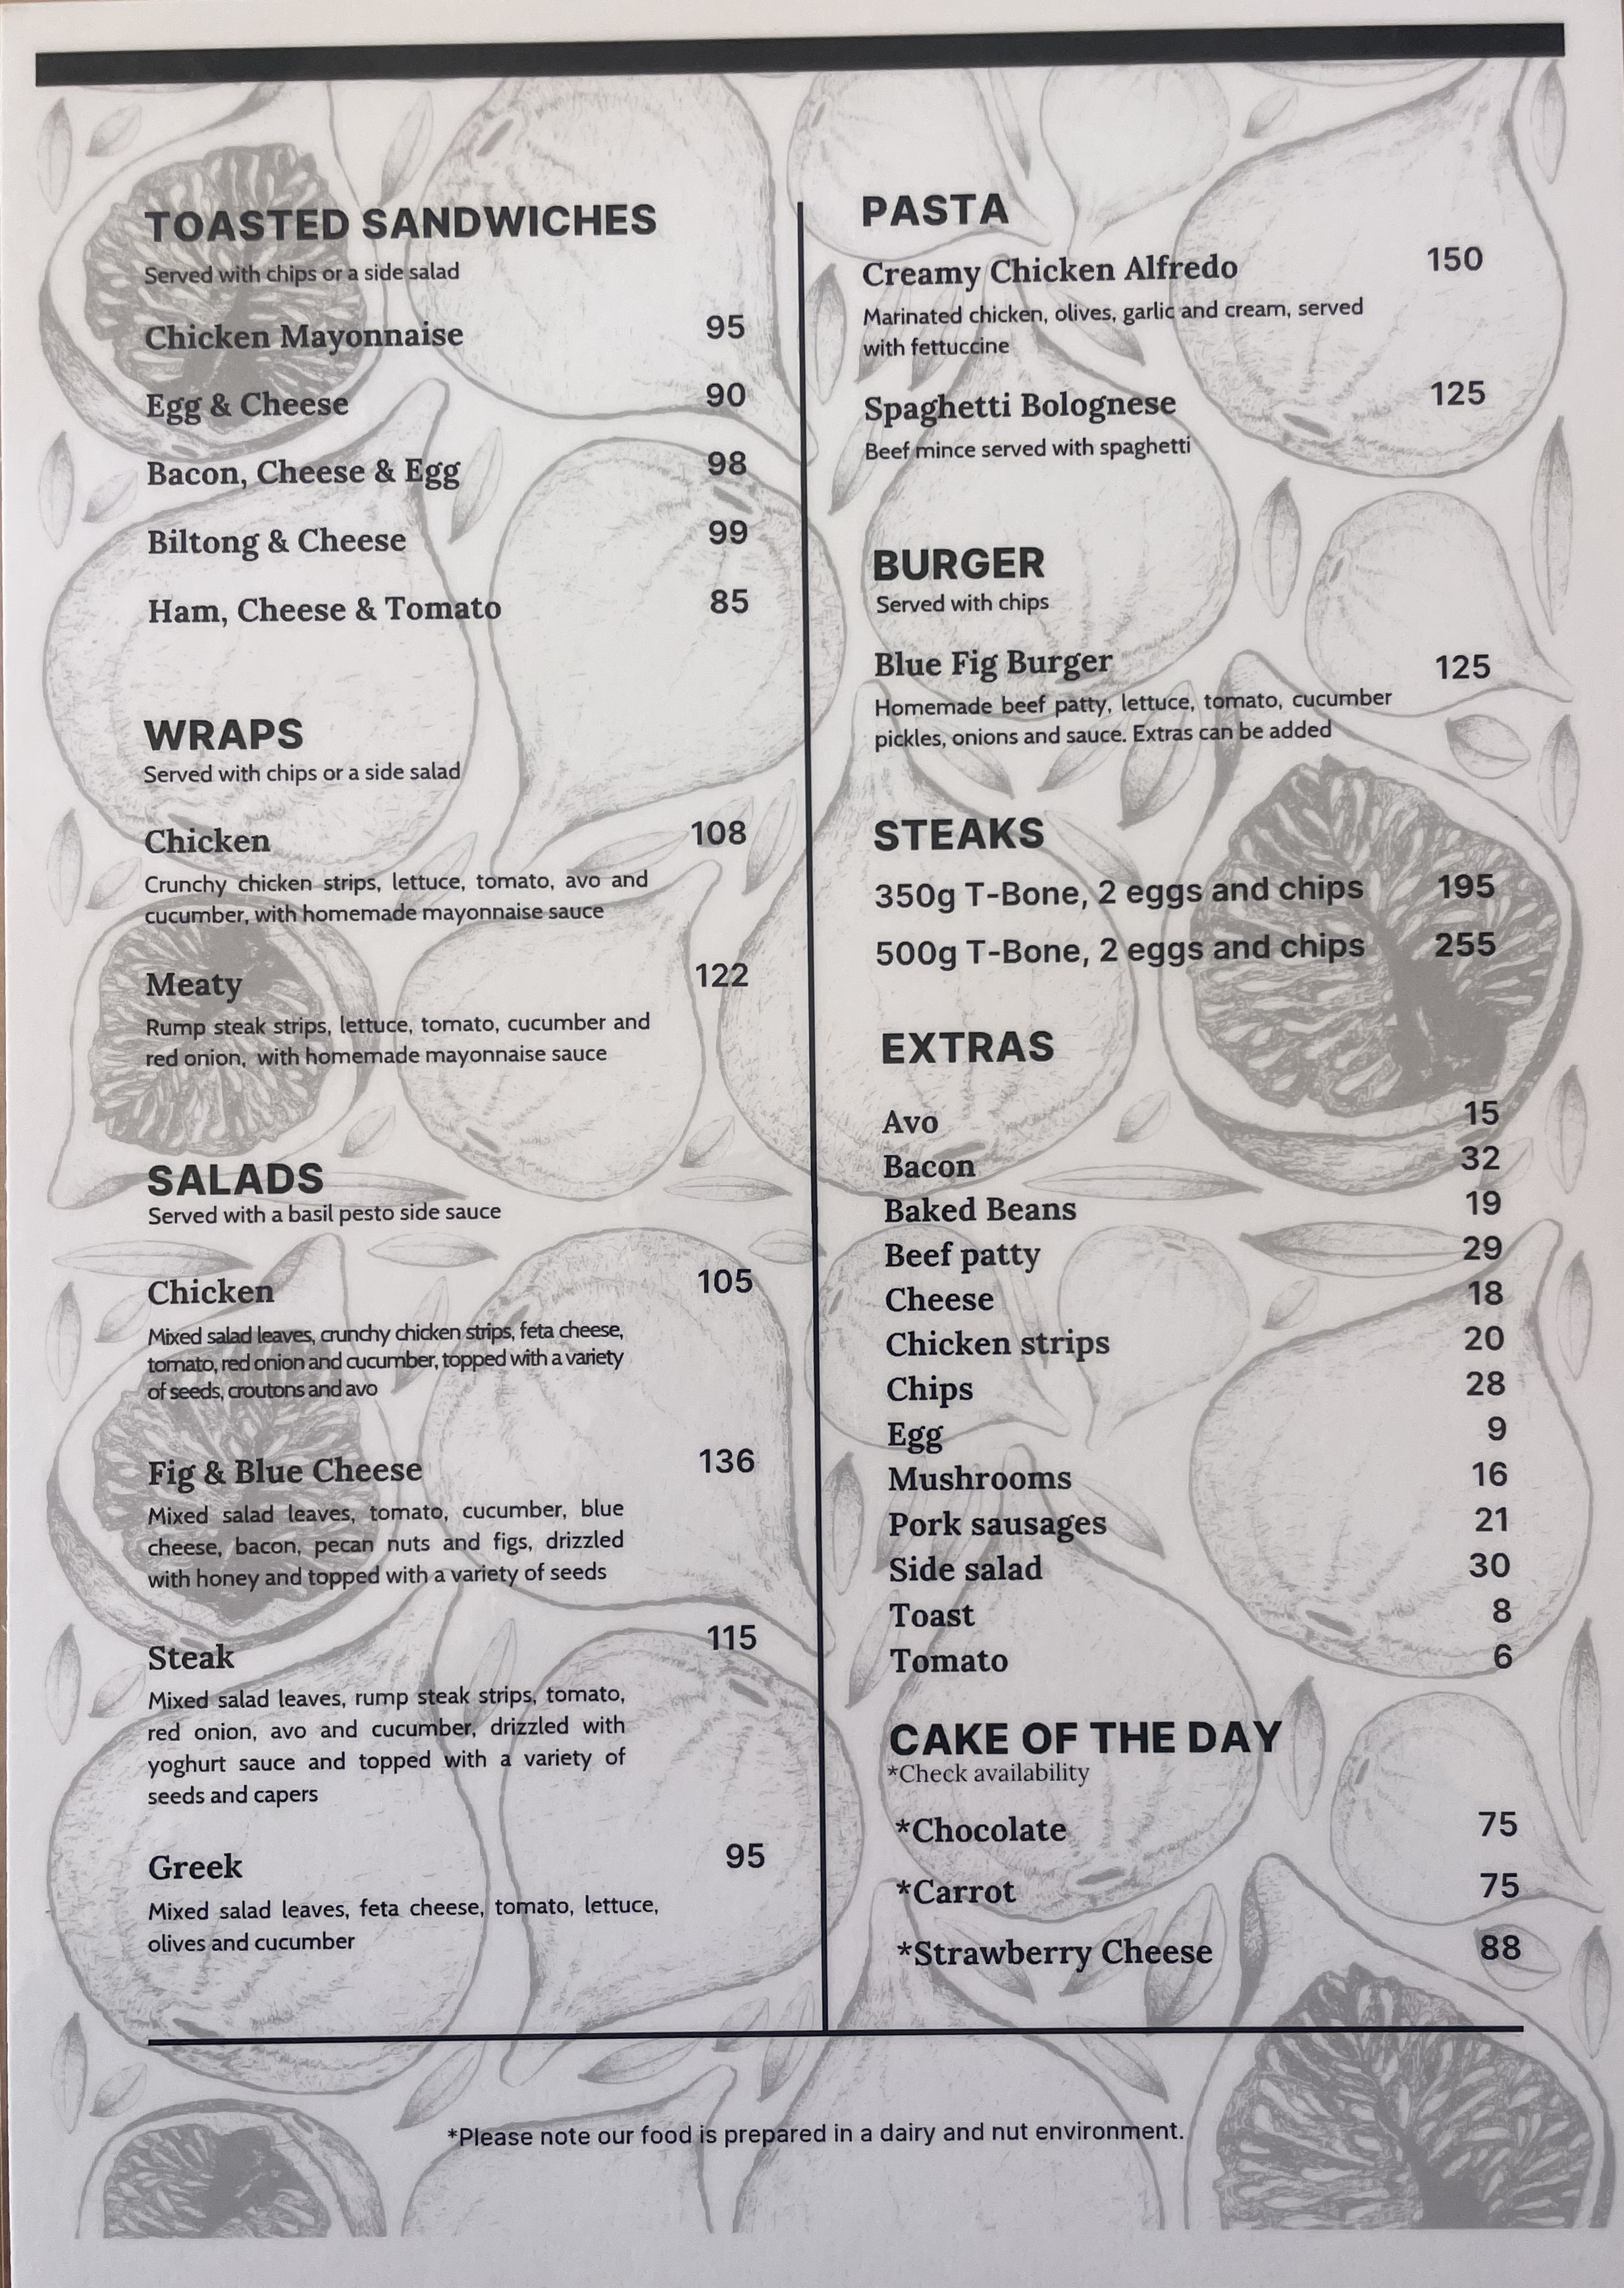 TOASTED SANDWICHES
Served with chips or a side salad
Chicken Mayonnaise 95
Egg & Cheese 90
Bacon, Cheese & Egg 98
Biltong & Cheese 99
Ham, Cheese & Tomato 85
WRAPS
Served with chips or a side salad
Chicken 108
Crunchy chicken strips, lettuce, tomato, avo and
cucumber, with homemade mayonnaise sauce
Meaty 122
Rump steak strips, lettuce, tomato, cucumber and
red onion, with homemade mayonnaise sauce
SALADS
Served with a basil pesto side sauce
Chicken 105
Mixed salad leaves, crunchy chicken strips, feta cheese,
tomato, red onion and cucumber, topped with a variety
of seeds, croutons and avo
Fig & Blue Cheese 136
Mixed salad leaves, tomato, cucumber, blue
cheese, bacon, pecan nuts and figs, drizzled
with honey and topped with a variety of seeds
Steak 115
Mixed salad leaves, rump steak strips, tomato,
red onion, avo and cucumber, drizzled with
yoghurt sauce and topped with a variety of
seeds and capers
Greek 95
Mixed salad leaves, feta cheese, tomato, lettuce,
olives and cucumber
PASTA
Creamy Chicken Alfredo 150
Marinated chicken, olives, garlic and cream, served
with fettuccine
Spaghetti Bolognese 125
Beef mince served with spaghetti
BURGER
Served with chips
Blue Fig Burger 125
Homemade beef patty, lettuce, tomato, cucumber
pickles, onions and sauce. Extras can be added
STEAKS
350g T-Bone, 2 eggs and chips 195
500g T-Bone, 2 eggs and chips 255
EXTRAS
Avo 15
Bacon 32
Baked Beans 19
Beef patty 29
Cheese 18
Chicken strips 20
Chips 28
Egg 9
Mushrooms 16
Pork sausages 21
Side salad 30
Toast 8
Tomato 6
CAKE OF THE DAY
*Check availability
*Chocolate 75
*Carrot 75
*Strawberry Cheese 88
*Please note our food is prepared in a dairy and nut environment.